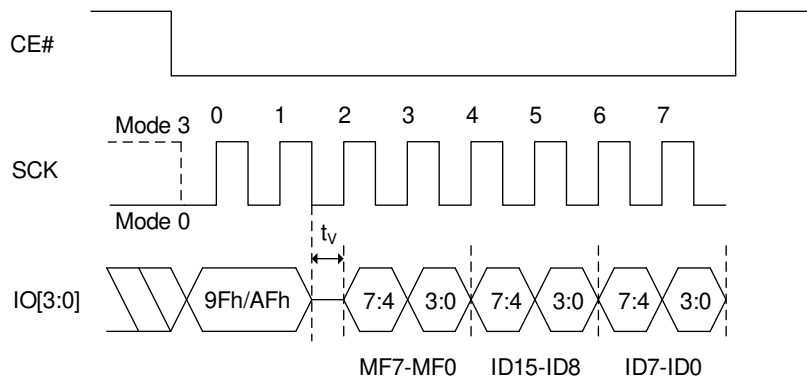 CE#
0 1 2 3 4 5 6 7
Mode 3
SCK
Mode 0
tV
IO[3:0]
9Fh/AFh 7:4 3:0 7:4 3:0 7:4 3:0
MF7-MF0 ID15-ID8 ID7-ID0